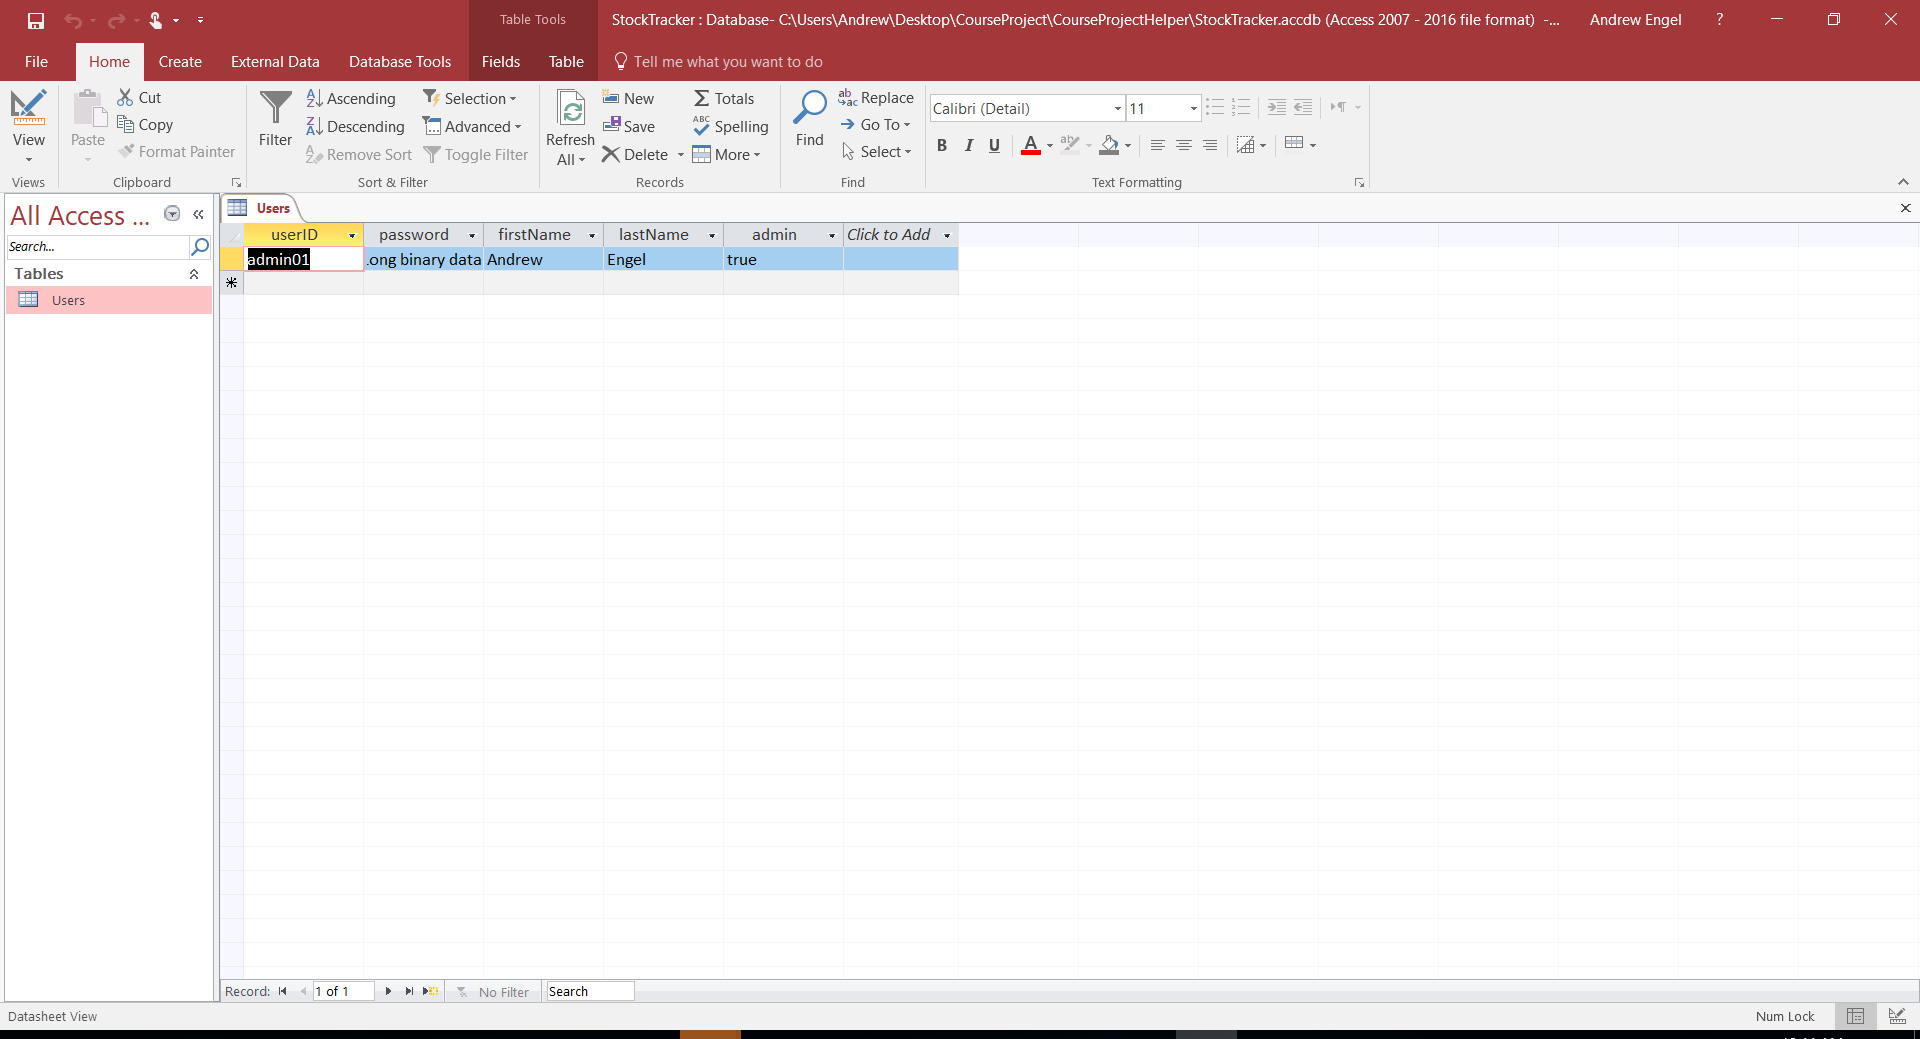 Table Tools
StockTracker : Database- C:\Users\Andrew\Desktop\CourseProject\CourseProjectHelper\StockTracker.accdb (Access 2007 - 2016 file format) -...
Andrew Engel
?
File Home Create External Data Database Tools Fields Table Tell me what you want to do
View
Views
Paste
Cut
Copy
Format Painter
Clipboard
Filter
Ascending
Descending
Remove Sort
Selection
Advanced
Toggle Filter
Sort & Filter
Refresh
All
New
Save
Delete
Totals
Spelling
More
Records
Find
Replace
Go To
Select
Find
Calibri (Detail) 11
B I U A
Text Formatting
All Access ...
Search...
Tables
Users
Users
userID password firstName lastName admin Click to Add
admin01 ong binary data Andrew Engel true
Record: 1 of 1 No Filter Search
Datasheet View
Num Lock